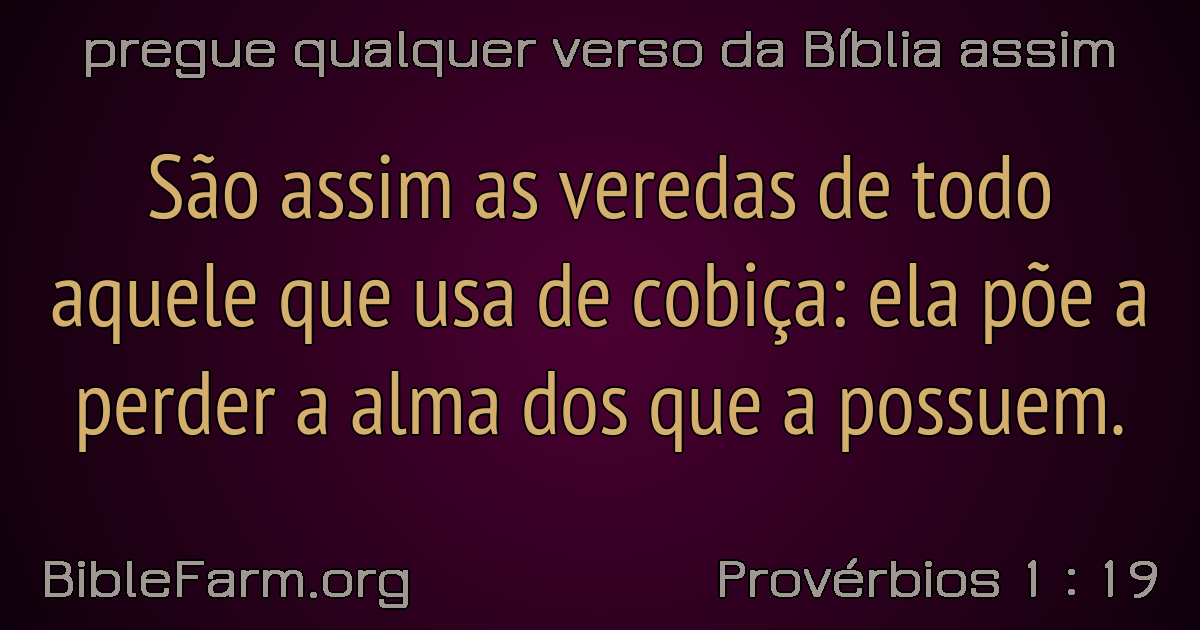 pregue qualquer verso da Bíblia assim
São assim as veredas de todo
aquele que usa de cobiça: ela põe a
perder a alma dos que a possuem.
BibleFarm.org
Provérbios 1 : 19